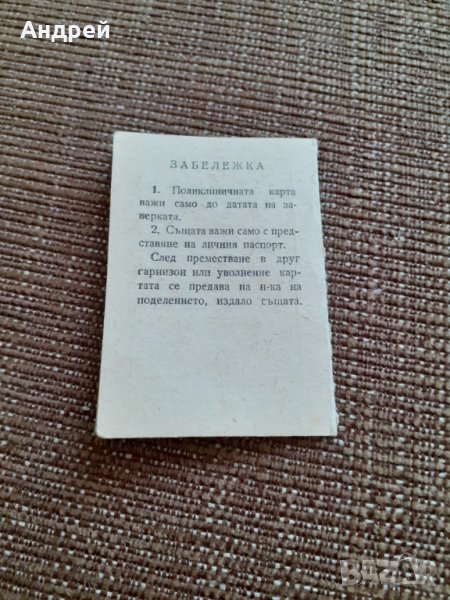 Андрей
ЗАБЕЛЕЖКА
1. Поликлиничната карта
важи само до датата на за-
верката.
2. Същата важи само с пред-
ставяне на личния паспорт.
След преместване в друг
гарнизон или уволнение кар-
тата се предава на н-ка на
поделението, издало същата.
BAZAR